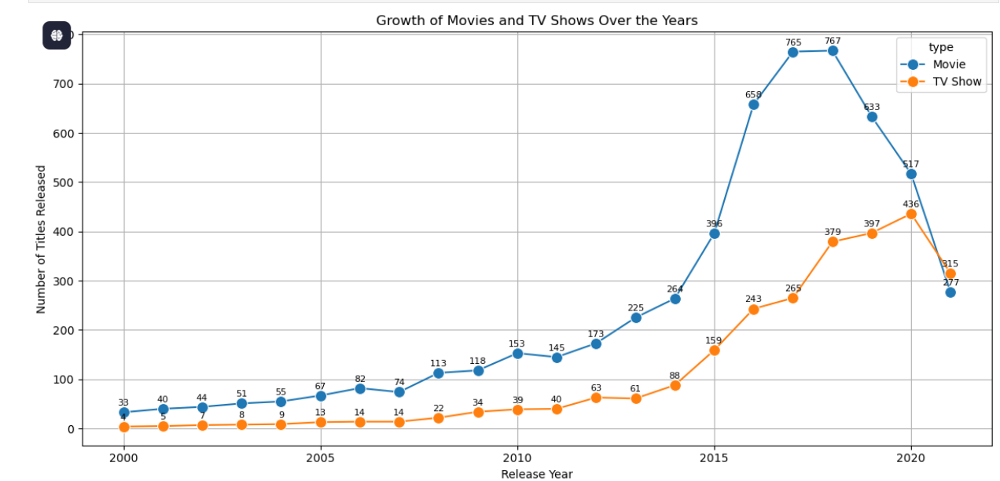 Growth of Movies and TV Shows Over the Years
type
Movie
TV Show
Number of Titles Released
0
700
600
500
400
300
200
100
0
33 40 44 51 55 67 82 74 113 118 153 145 173 225 264 396 658 765 767 633 517 277
4 5 7 8 9 13 14 14 22 34 39 40 63 61 88 159 243 265 379 397 436 315
2000 2005 2010 2015 2020
Release Year